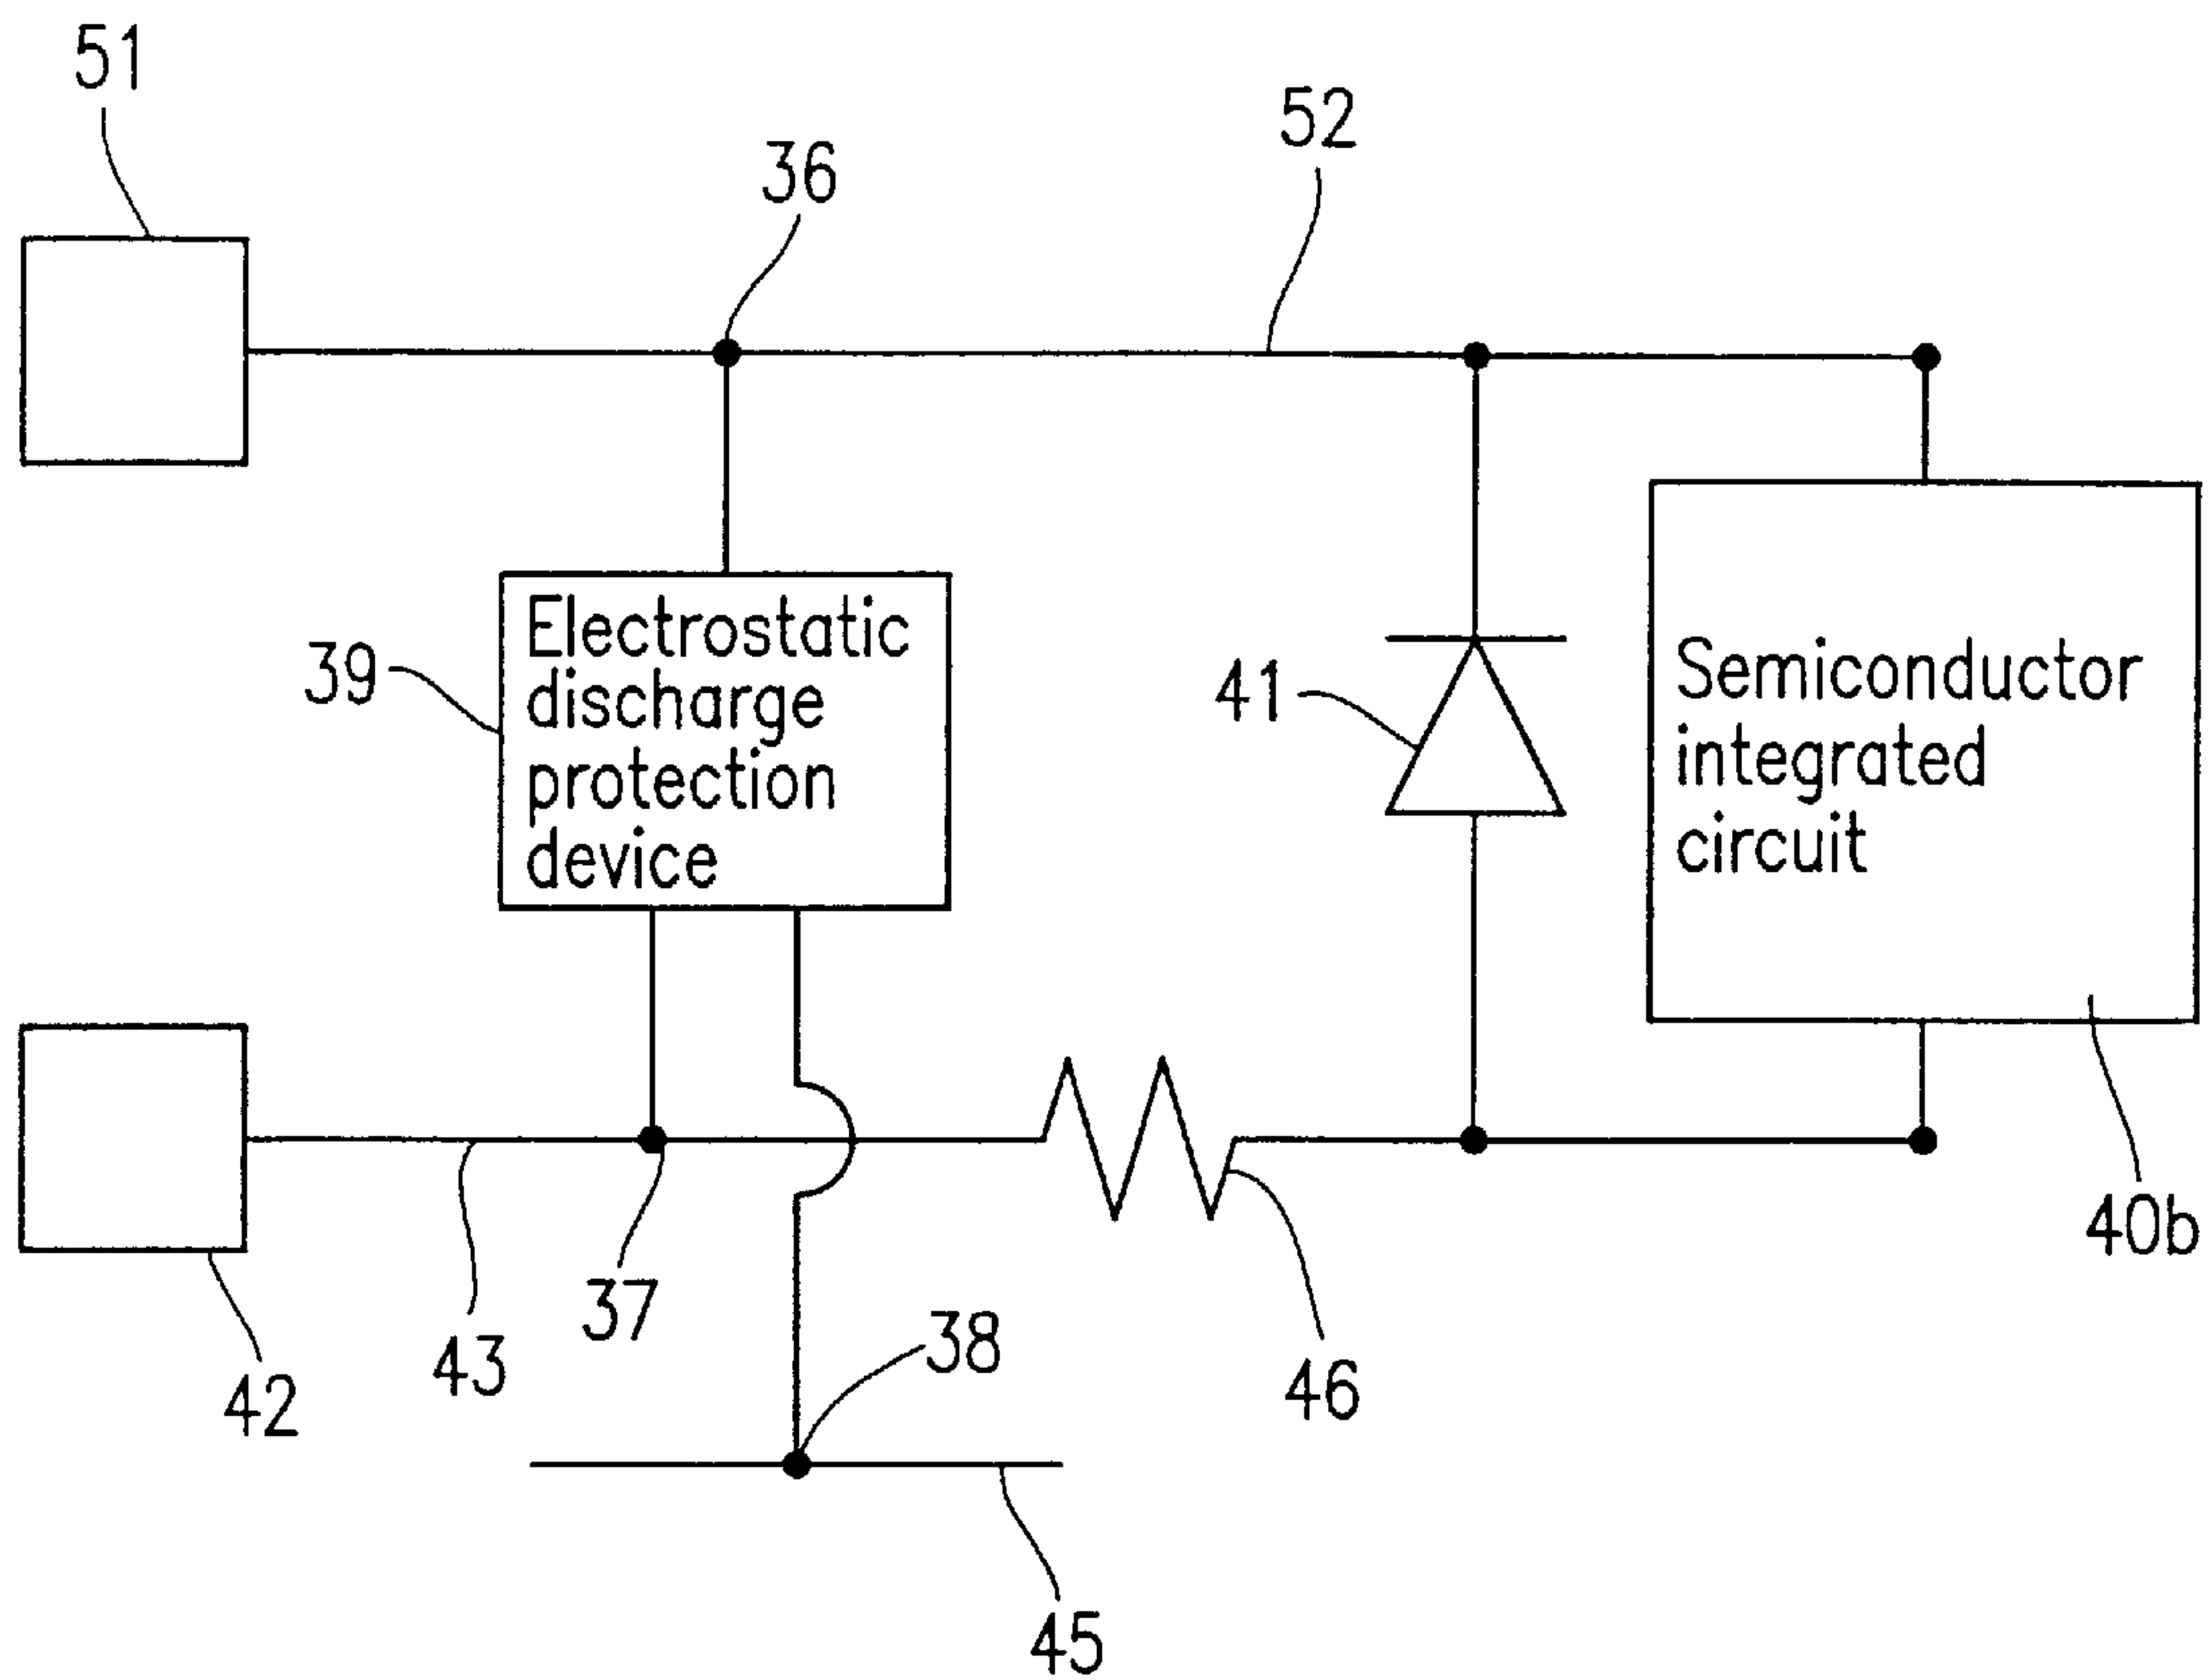 51
52
36
Electrostatic
discharge
protection
device
39
41
Semiconductor
integrated
circuit
40b
37
38
43
46
42
45